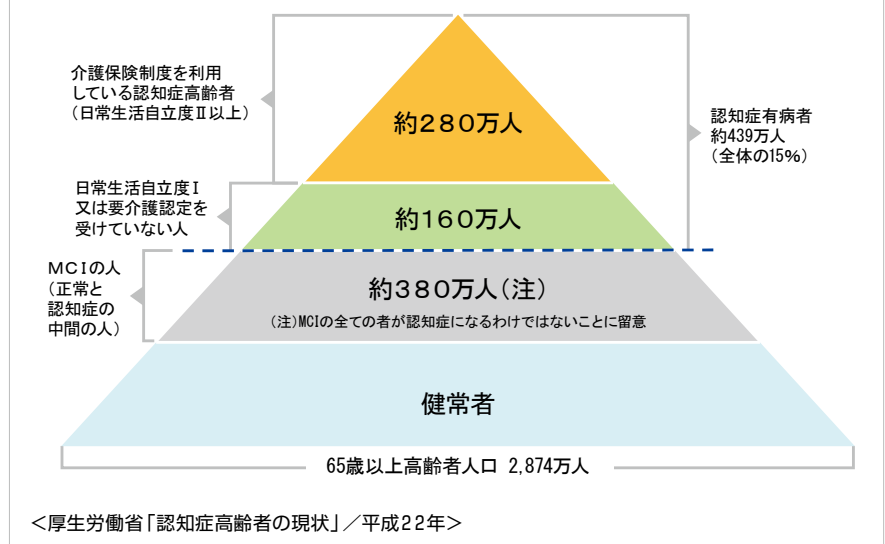 介護保険制度を利用
している認知症高齢者
（日常生活自立度Ⅱ以上）
約280万人
認知症有病者
約439万人
（全体の15％）
日常生活自立度Ⅰ
又は要介護認定を
受けていない人
約160万人
ＭＣＩの人
（正常と
認知症の
中間の人）
約380万人（注）
（注）MCIの全ての者が認知症になるわけではないことに留意
健常者
65歳以上高齢者人口 2,874万人
＜厚生労働省「認知症高齢者の現状」／平成22年＞